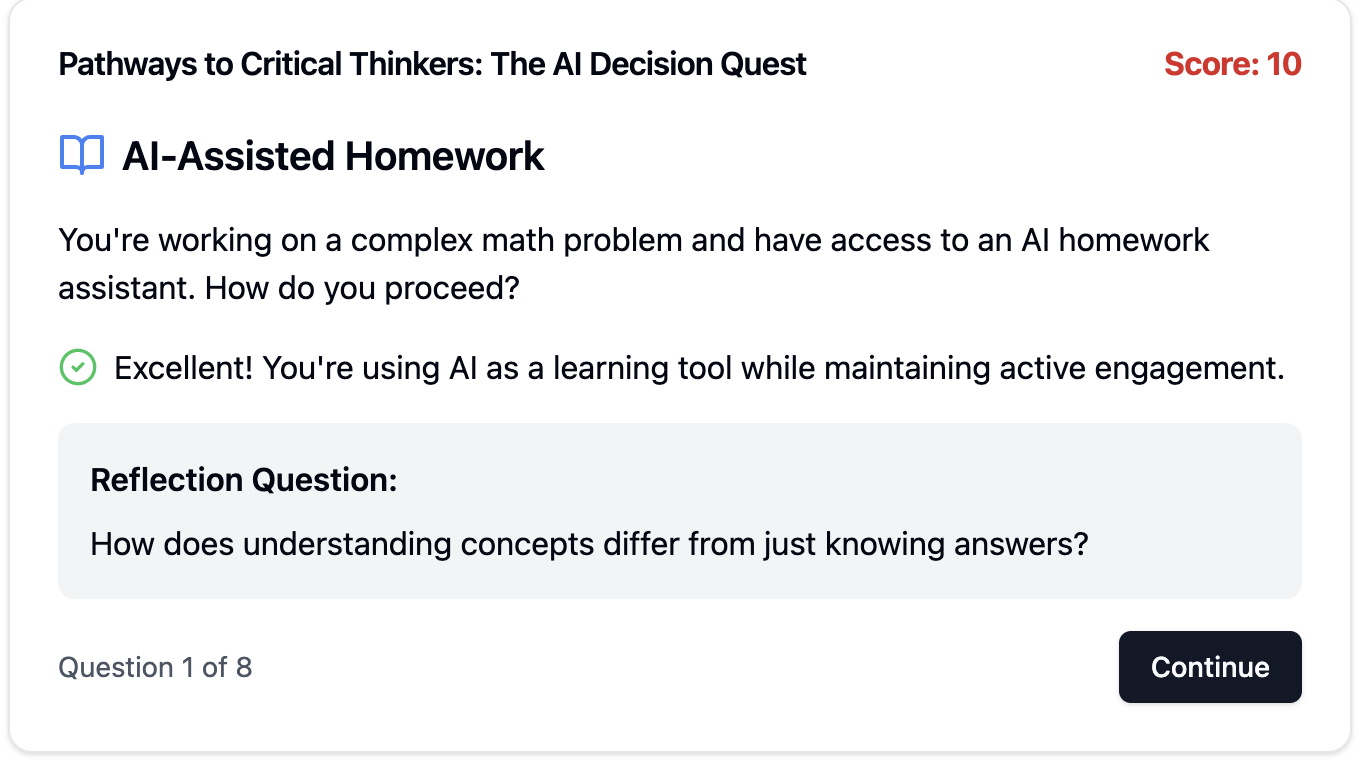 Pathways to Critical Thinkers: The AI Decision Quest
Score: 10
AI-Assisted Homework
You're working on a complex math problem and have access to an AI homework
assistant. How do you proceed?
Excellent! You're using AI as a learning tool while maintaining active engagement.
Reflection Question:
How does understanding concepts differ from just knowing answers?
Question 1 of 8
Continue